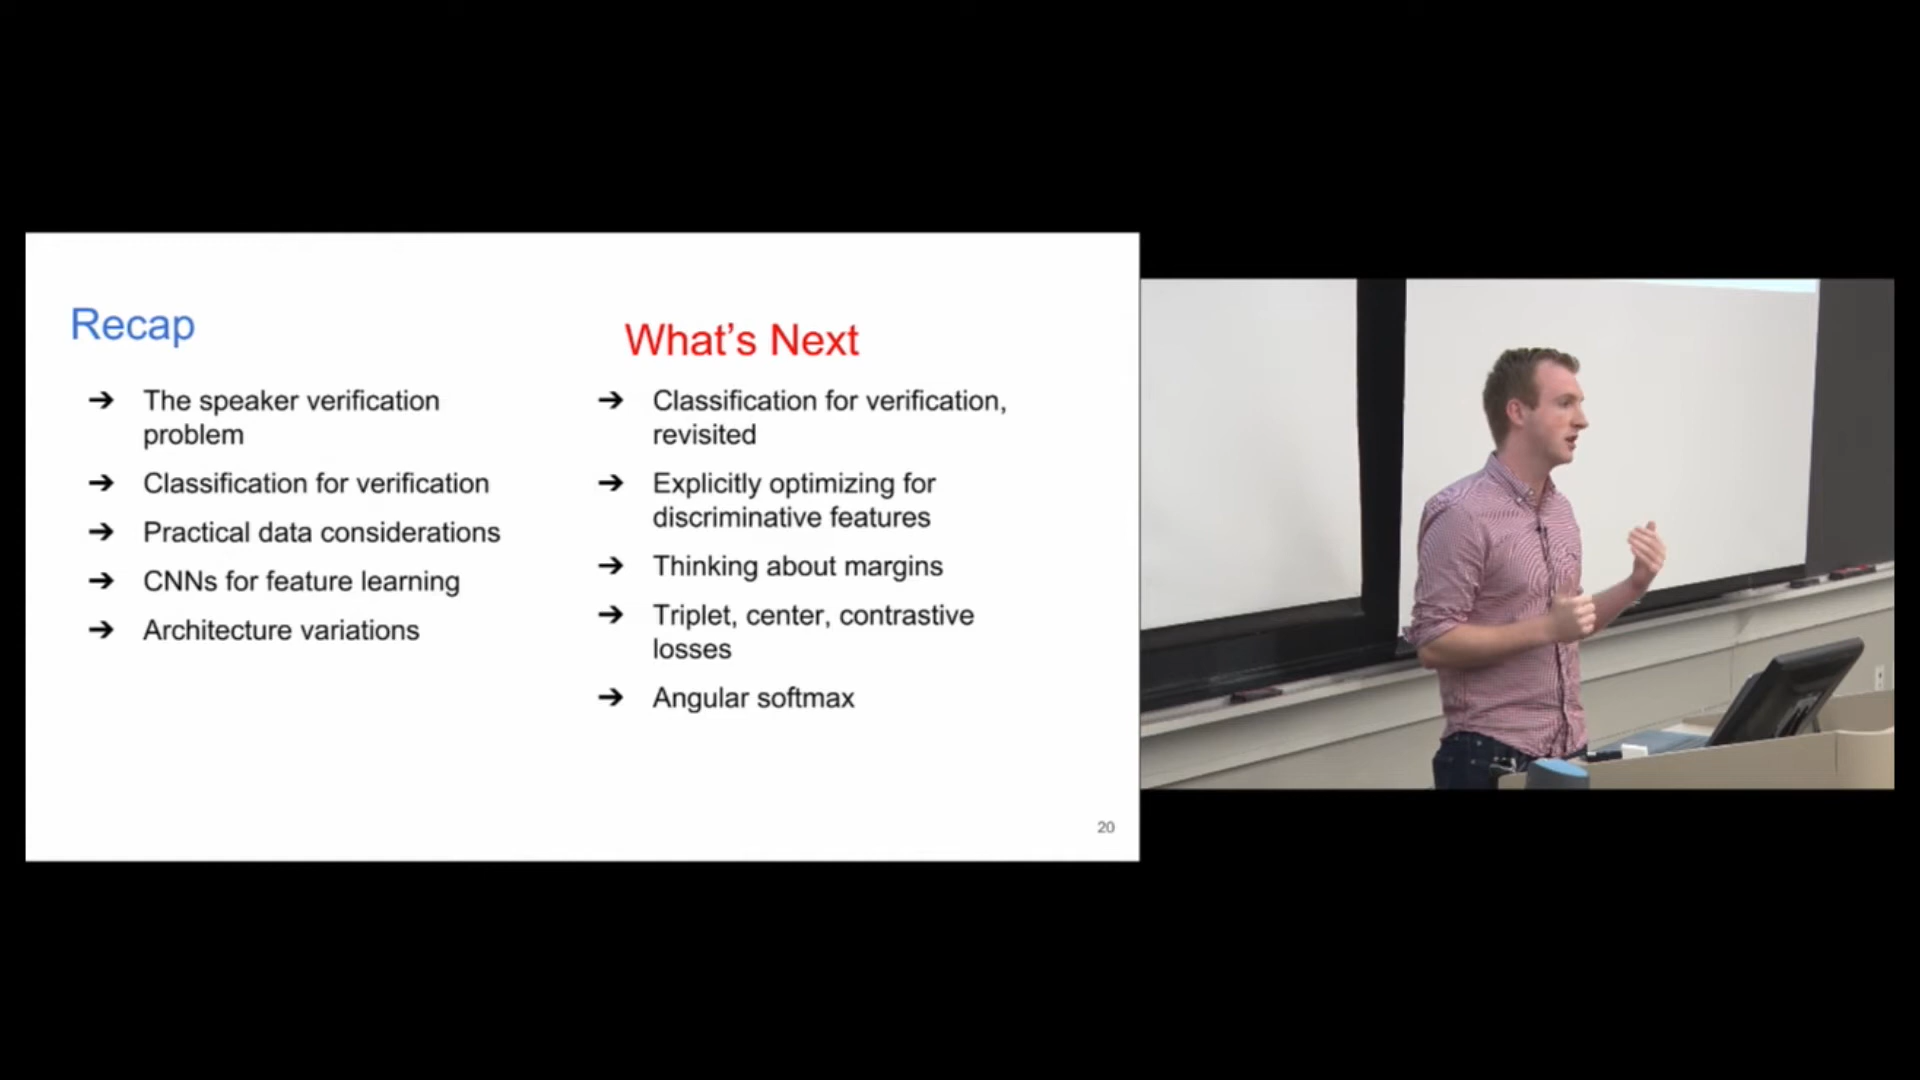 Recap
➔ The speaker verification
problem
➔ Classification for verification
➔ Practical data considerations
➔ CNNs for feature learning
➔ Architecture variations
What’s Next
➔ Classification for verification,
revisited
➔ Explicitly optimizing for
discriminative features
➔ Thinking about margins
➔ Triplet, center, contrastive
losses
➔ Angular softmax
20